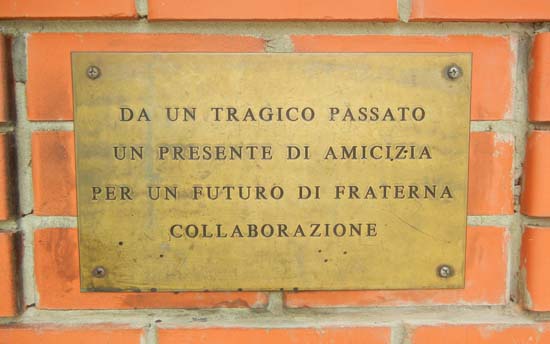 DA UN TRAGICO PASSATO
UN PRESENTE DI AMICIZIA
PER UN FUTURO DI FRATERNA
COLLABORAZIONE